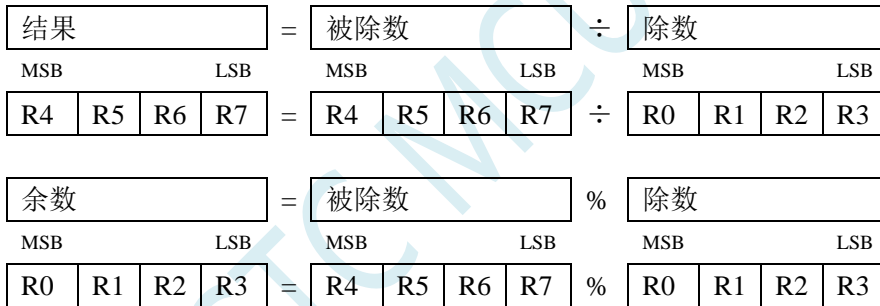 结果 = 被除数 ÷ 除数
MSB LSB MSB LSB MSB LSB
R4 R5 R6 R7 = R4 R5 R6 R7 ÷ R0 R1 R2 R3
余数 = 被除数 % 除数
MSB LSB MSB LSB MSB LSB
R0 R1 R2 R3 = R4 R5 R6 R7 % R0 R1 R2 R3